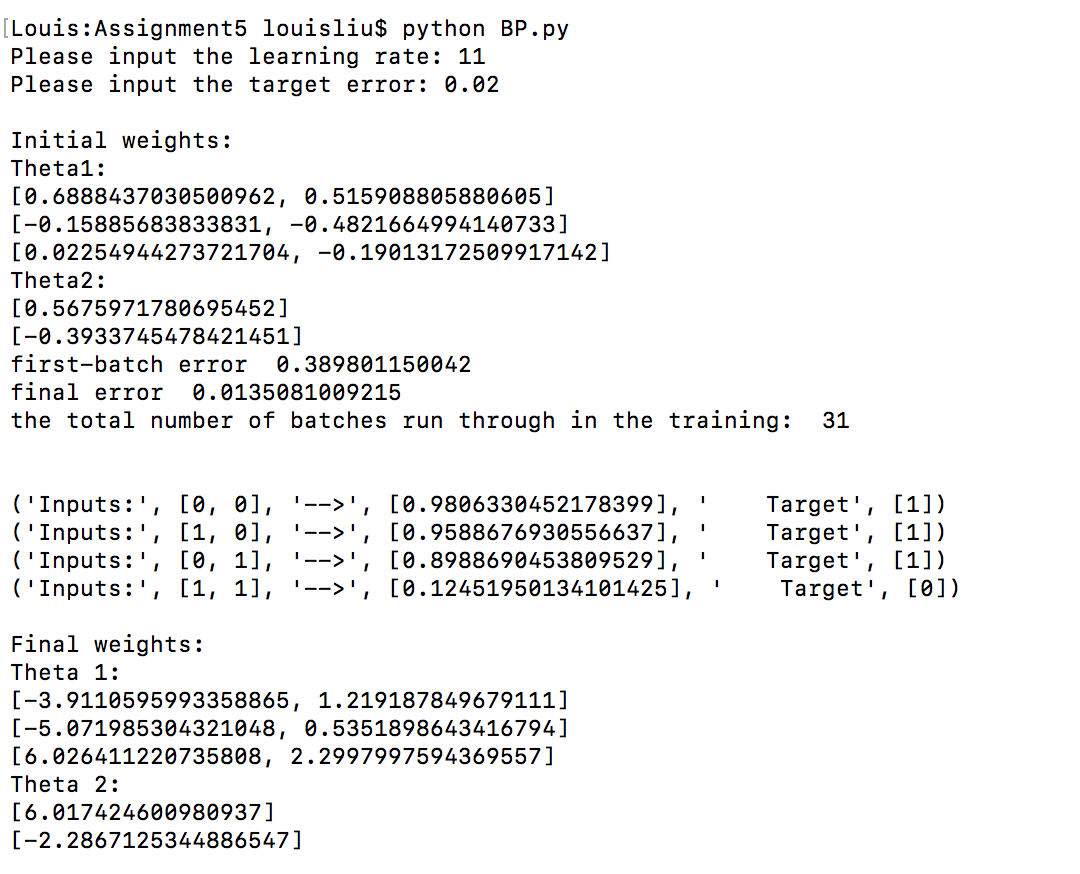 [Louis:Assignment5 louisliu$ python BP.py
Please input the learning rate: 11
Please input the target error: 0.02
Initial weights:
Theta1:
[0.6888437030500962, 0.515908805880605]
[-0.15885683833831, -0.4821664994140733]
[0.02254944273721704, -0.19013172509917142]
Theta2:
[0.5675971780695452]
[-0.3933745478421451]
first-batch error  0.389801150042
final error  0.0135081009215
the total number of batches run through in the training:  31
('Inputs:', [0, 0], '-->', [0.9806330452178399], '    Target', [1])
('Inputs:', [1, 0], '-->', [0.9588676930556637], '    Target', [1])
('Inputs:', [0, 1], '-->', [0.8988690453809529], '    Target', [1])
('Inputs:', [1, 1], '-->', [0.12451950134101425], '    Target', [0])
Final weights:
Theta 1:
[-3.9110595993358865, 1.219187849679111]
[-5.071985304321048, 0.5351898643416794]
[6.026411220735808, 2.2997997594369557]
Theta 2:
[6.017424600980937]
[-2.2867125344886547]